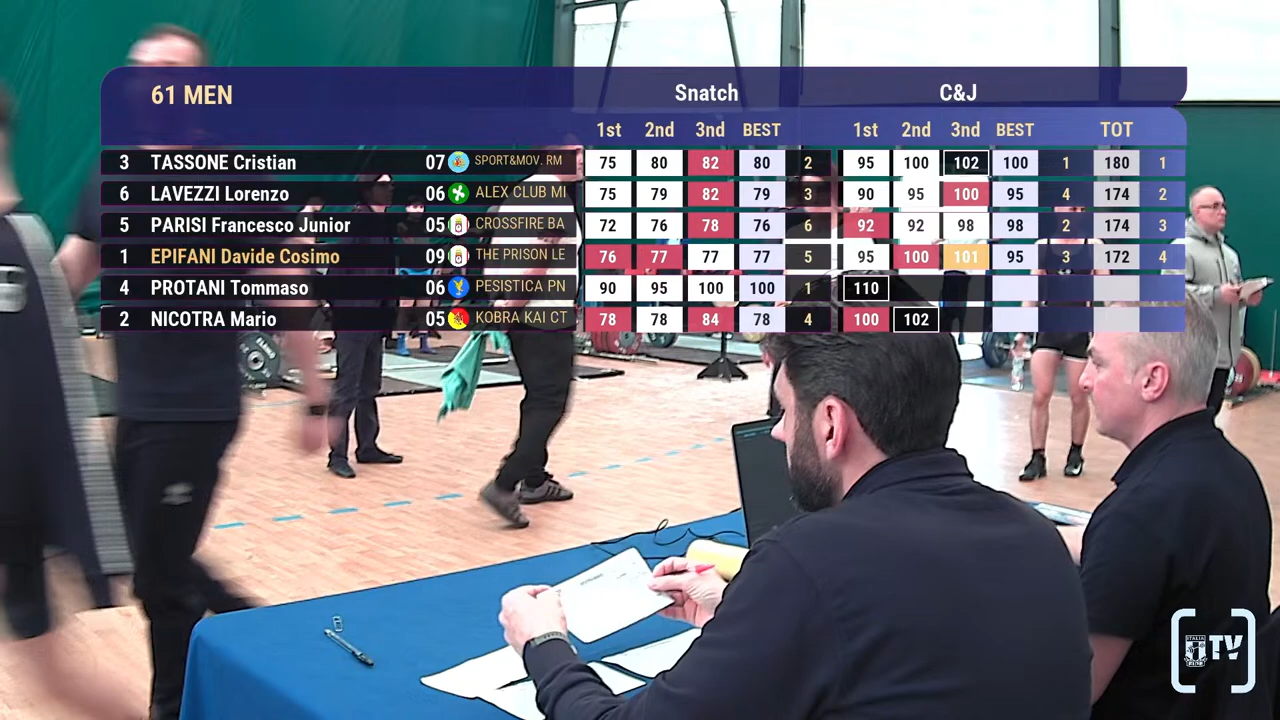 61 MEN Snatch C&J
1st 2nd 3nd BEST 1st 2nd 3nd BEST TOT
3 TASSONE Cristian 07 SPORT&MOV. RM 75 80 82 80 2 95 100 102 100 1 180 1
6 LAVEZZI Lorenzo 06 ALEX CLUB MI 75 79 82 79 3 90 95 100 95 4 174 2
5 PARISI Francesco Junior 05 CROSSFIRE BA 72 76 78 76 6 92 92 98 98 2 174 3
1 EPIFANI Davide Cosimo 09 THE PRISON LE 76 77 77 77 5 95 100 101 95 3 172 4
4 PROTANI Tommaso 06 PESISTICA PN 90 95 100 100 1 110
2 NICOTRA Mario 05 KOBRA KAI CT 78 78 84 78 4 100 102
ITALIA
TV